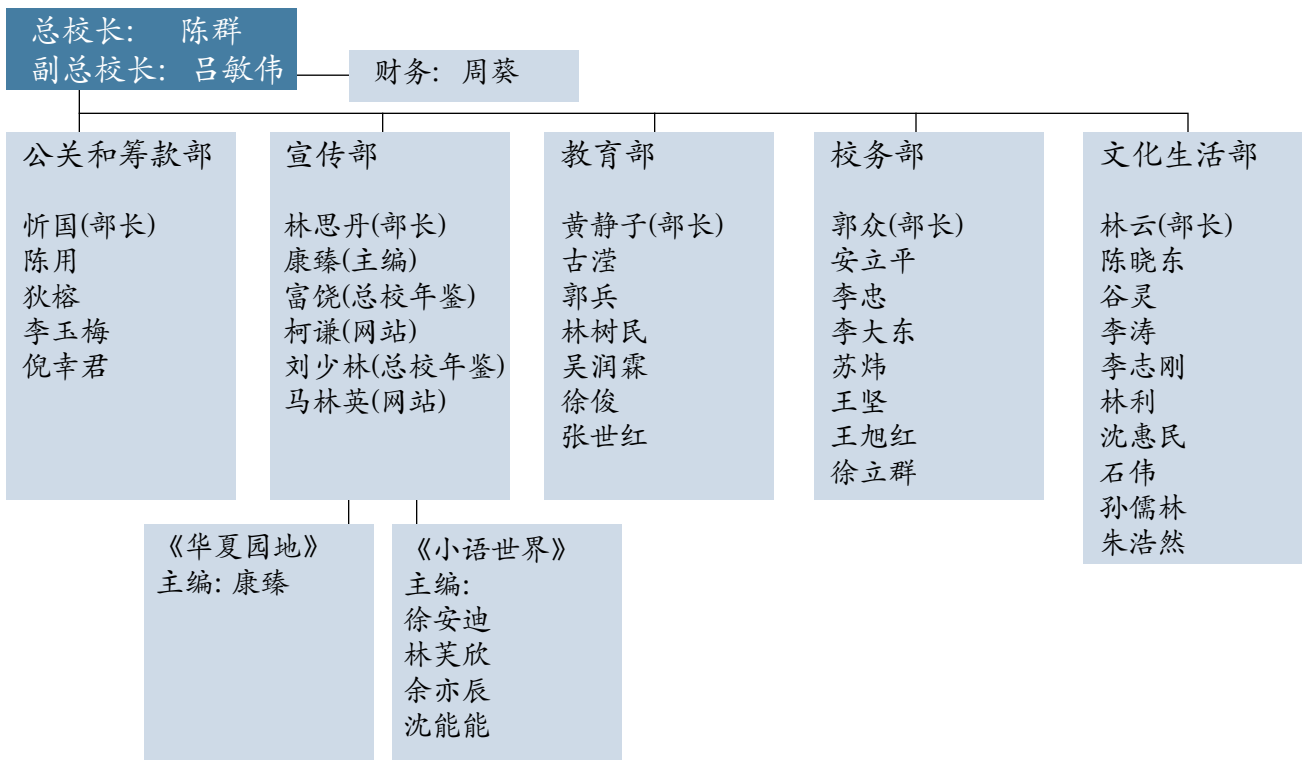 总校长: 陈群
副总校长: 吕敏伟
财务: 周葵
公关和筹款部
忻国(部长)
陈用
狄榕
李玉梅
倪幸君
宣传部
林思丹(部长)
康臻(主编)
富饶(总校年鉴)
柯谦(网站)
刘少林(总校年鉴)
马林英(网站)
教育部
黄静子(部长)
古滢
郭兵
林树民
吴润霖
徐俊
张世红
校务部
郭众(部长)
安立平
李忠
李大东
苏炜
王坚
王旭红
徐立群
文化生活部
林云(部长)
陈晓东
谷灵
李涛
李志刚
林利
沈惠民
石伟
孙儒林
朱浩然
《华夏园地》
主编: 康臻
《小语世界》
主编:
徐安迪
林芙欣
余亦辰
沈能能